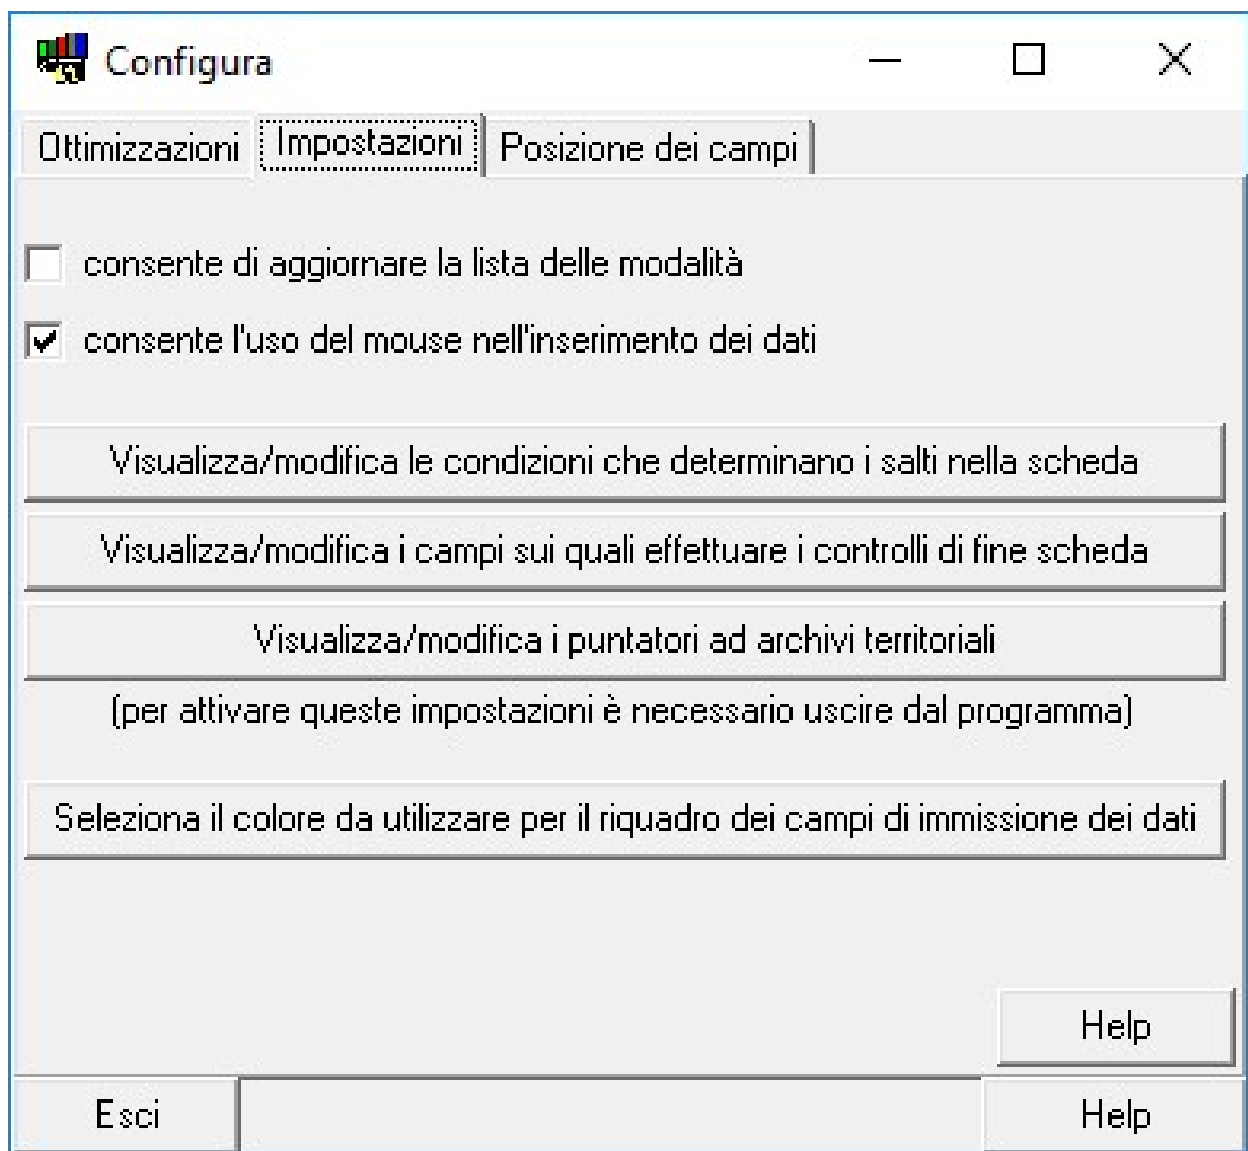 Configura
Ottimizzazioni Impostazioni Posizione dei campi
consente di aggiornare la lista delle modalità
consente l'uso del mouse nell'inserimento dei dati
Visualizza/modifica le condizioni che determinano i salti nella scheda
Visualizza/modifica i campi sui quali effettuare i controlli di fine scheda
Visualizza/modifica i puntatori ad archivi territoriali
(per attivare queste impostazioni è necessario uscire dal programma)
Seleziona il colore da utilizzare per il riquadro dei campi di immissione dei dati
Help
Esci Help